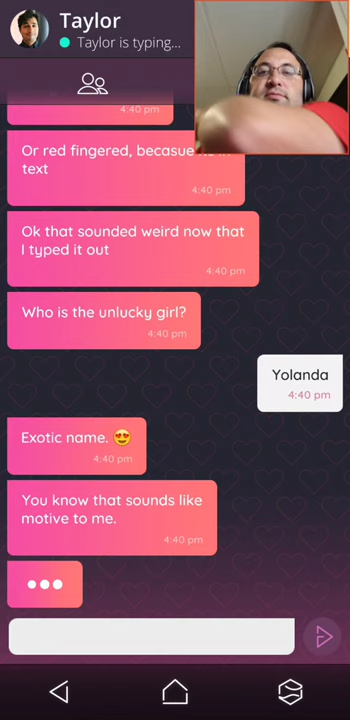 Taylor
Taylor is typing...
4:40 pm
Or red fingered, becasue
text
4:40 pm
Ok that sounded weird now that
I typed it out
4:40 pm
Who is the unlucky girl?
4:40 pm
Yolanda
4:40 pm
Exotic name. 😍
4:40 pm
You know that sounds like
motive to me.
4:40 pm